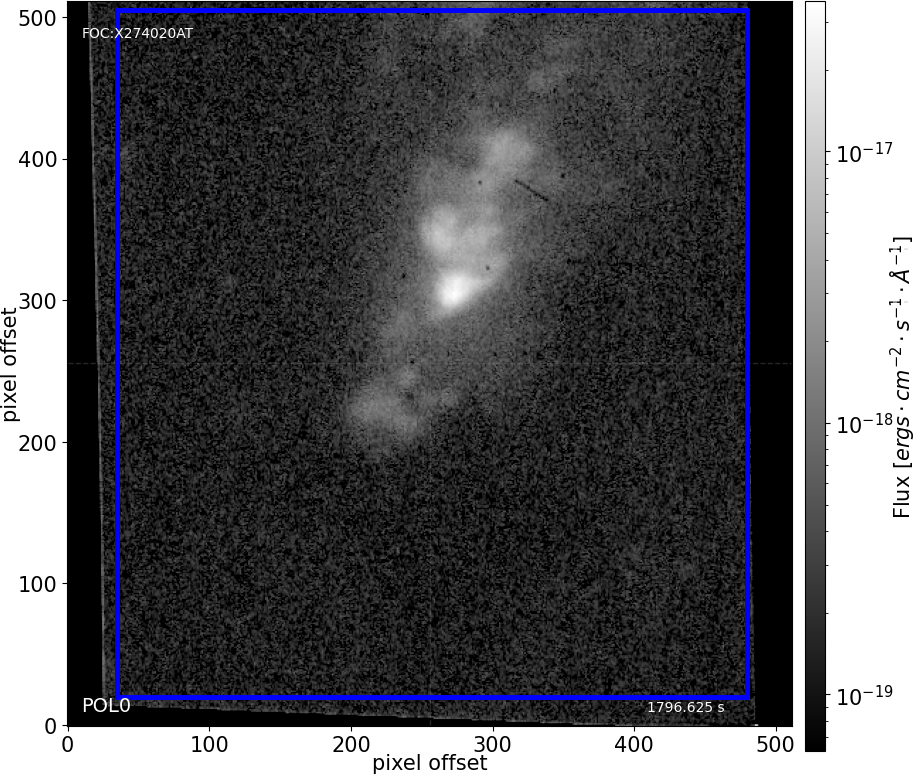 FOC:X274020AT
POL0
1796.625 s
500
400
300
200
100
0
0 100 200 300 400 500
pixel offset
pixel offset
10⁻¹⁷
10⁻¹⁸
10⁻¹⁹
Flux [ergs · cm⁻² · s⁻¹ · Å⁻¹]